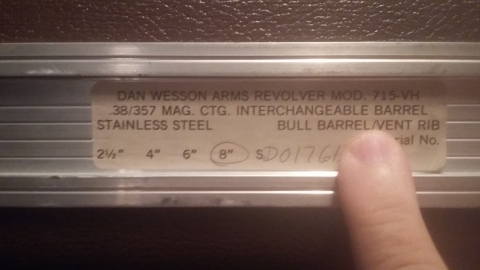 DAN WESSON ARMS REVOLVER MOD. 715-VH
.38/357 MAG. CTG. INTERCHANGEABLE BARREL
STAINLESS STEEL BULL BARREL/VENT RIB
No.
2½" 4" 6" 8"